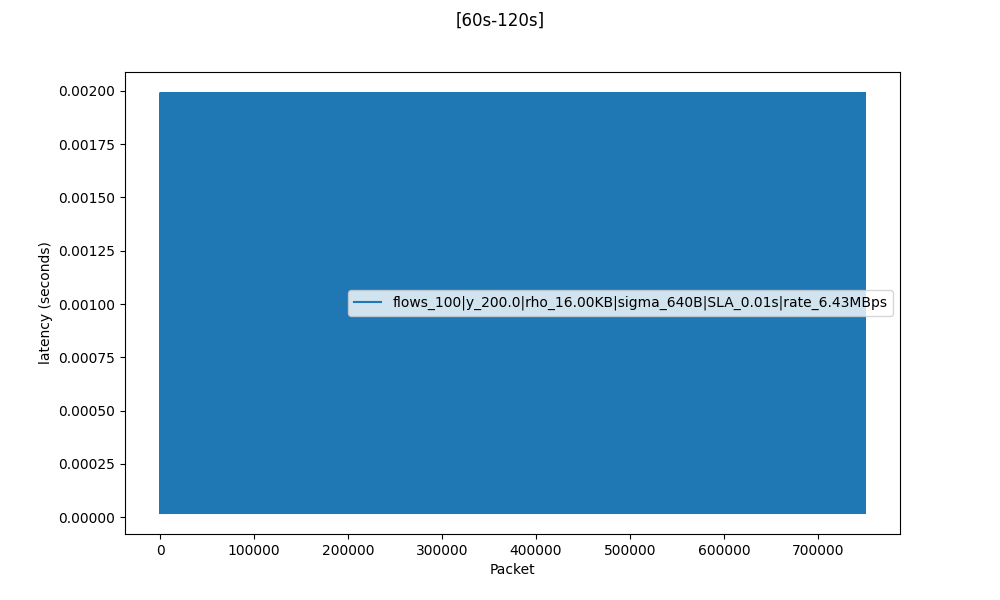 [60s-120s]
0.00200
0.00175
0.00150
0.00125
0.00100
0.00075
0.00050
0.00025
0.00000
latency (seconds)
flows_100|y_200.0|rho_16.00KB|sigma_640B|SLA_0.01s|rate_6.43MBps
0 100000 200000 300000 400000 500000 600000 700000
Packet